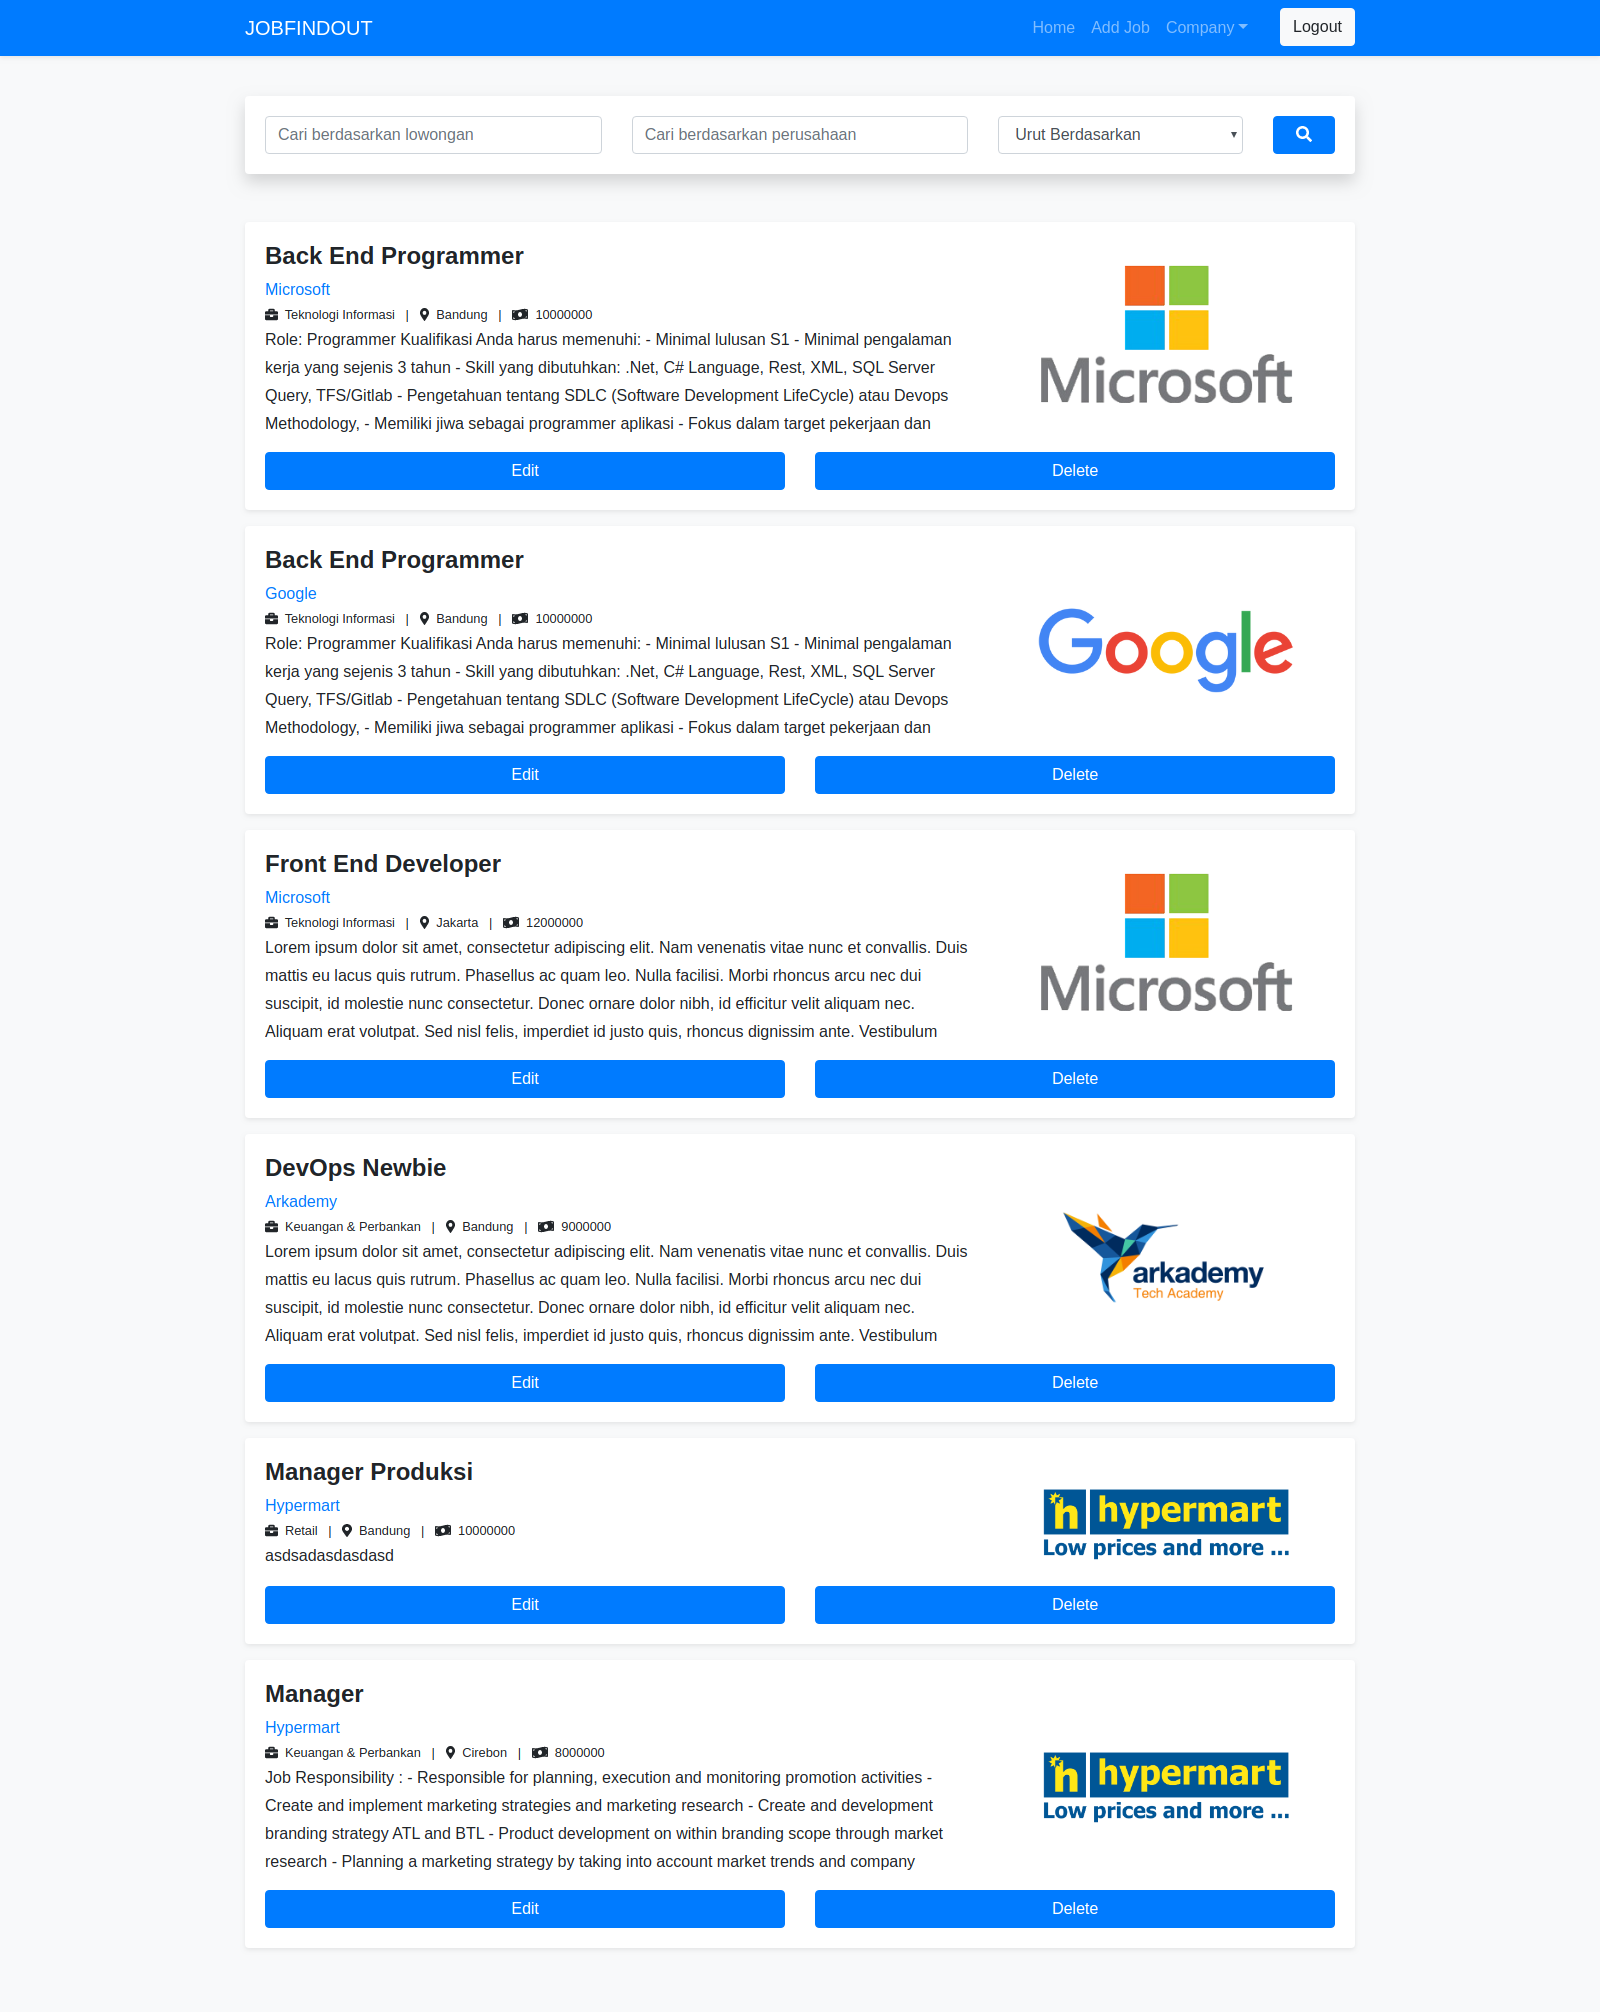 JOBFINDOUT
Home Add Job Company Logout
Cari berdasarkan lowongan Cari berdasarkan perusahaan Urut Berdasarkan
Back End Programmer
Microsoft
Teknologi Informasi | Bandung | 10000000
Role: Programmer Kualifikasi Anda harus memenuhi: - Minimal lulusan S1 - Minimal pengalaman
kerja yang sejenis 3 tahun - Skill yang dibutuhkan: .Net, C# Language, Rest, XML, SQL Server
Query, TFS/Gitlab - Pengetahuan tentang SDLC (Software Development LifeCycle) atau Devops
Methodology, - Memiliki jiwa sebagai programmer aplikasi - Fokus dalam target pekerjaan dan
Microsoft
Edit Delete
Back End Programmer
Google
Teknologi Informasi | Bandung | 10000000
Role: Programmer Kualifikasi Anda harus memenuhi: - Minimal lulusan S1 - Minimal pengalaman
kerja yang sejenis 3 tahun - Skill yang dibutuhkan: .Net, C# Language, Rest, XML, SQL Server
Query, TFS/Gitlab - Pengetahuan tentang SDLC (Software Development LifeCycle) atau Devops
Methodology, - Memiliki jiwa sebagai programmer aplikasi - Fokus dalam target pekerjaan dan
Google
Edit Delete
Front End Developer
Microsoft
Teknologi Informasi | Jakarta | 12000000
Lorem ipsum dolor sit amet, consectetur adipiscing elit. Nam venenatis vitae nunc et convallis. Duis
mattis eu lacus quis rutrum. Phasellus ac quam leo. Nulla facilisi. Morbi rhoncus arcu nec dui
suscipit, id molestie nunc consectetur. Donec ornare dolor nibh, id efficitur velit aliquam nec.
Aliquam erat volutpat. Sed nisl felis, imperdiet id justo quis, rhoncus dignissim ante. Vestibulum
Microsoft
Edit Delete
DevOps Newbie
Arkademy
Keuangan & Perbankan | Bandung | 9000000
Lorem ipsum dolor sit amet, consectetur adipiscing elit. Nam venenatis vitae nunc et convallis. Duis
mattis eu lacus quis rutrum. Phasellus ac quam leo. Nulla facilisi. Morbi rhoncus arcu nec dui
suscipit, id molestie nunc consectetur. Donec ornare dolor nibh, id efficitur velit aliquam nec.
Aliquam erat volutpat. Sed nisl felis, imperdiet id justo quis, rhoncus dignissim ante. Vestibulum
arkademy
Tech Academy
Edit Delete
Manager Produksi
Hypermart
Retail | Bandung | 10000000
asdsadasdasdasd
h hypermart
Low prices and more ...
Edit Delete
Manager
Hypermart
Keuangan & Perbankan | Cirebon | 8000000
Job Responsibility : - Responsible for planning, execution and monitoring promotion activities -
Create and implement marketing strategies and marketing research - Create and development
branding strategy ATL and BTL - Product development on within branding scope through market
research - Planning a marketing strategy by taking into account market trends and company
h hypermart
Low prices and more ...
Edit Delete